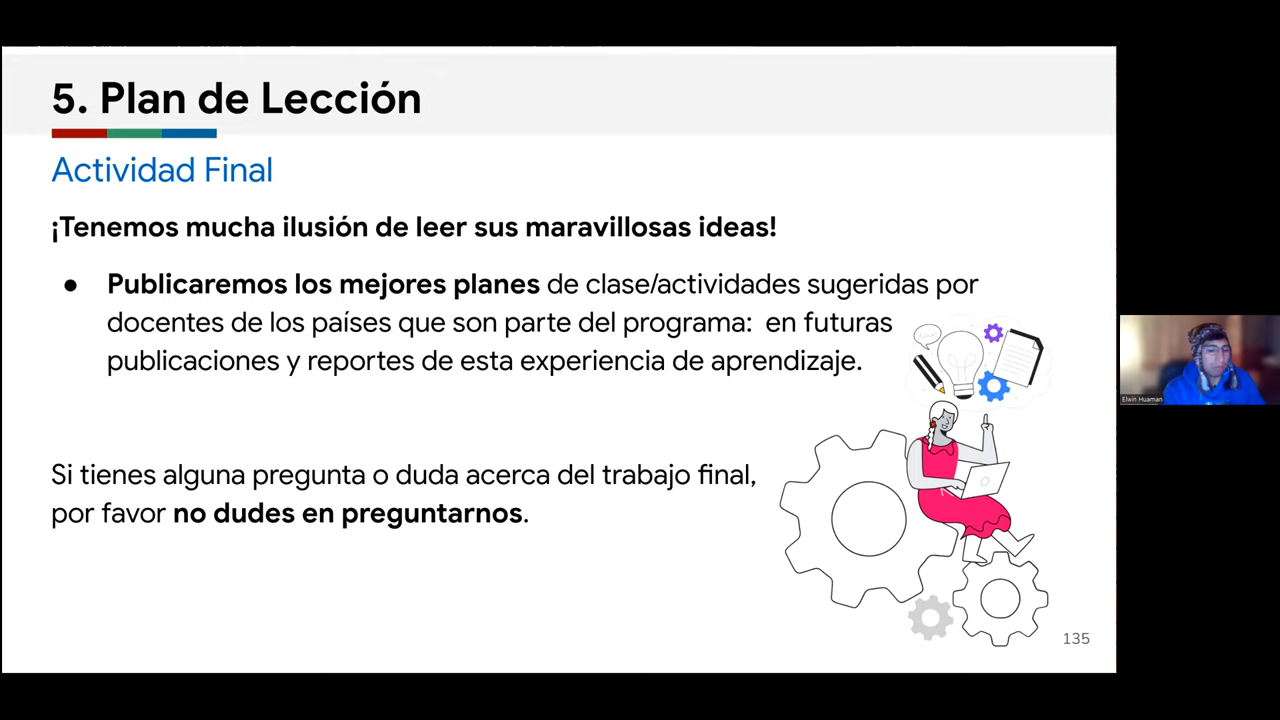 5. Plan de Lección
Actividad Final
¡Tenemos mucha ilusión de leer sus maravillosas ideas!
● Publicaremos los mejores planes de clase/actividades sugeridas por
docentes de los países que son parte del programa: en futuras
publicaciones y reportes de esta experiencia de aprendizaje.
Si tienes alguna pregunta o duda acerca del trabajo final,
por favor no dudes en preguntarnos.
135
Elwin Huaman